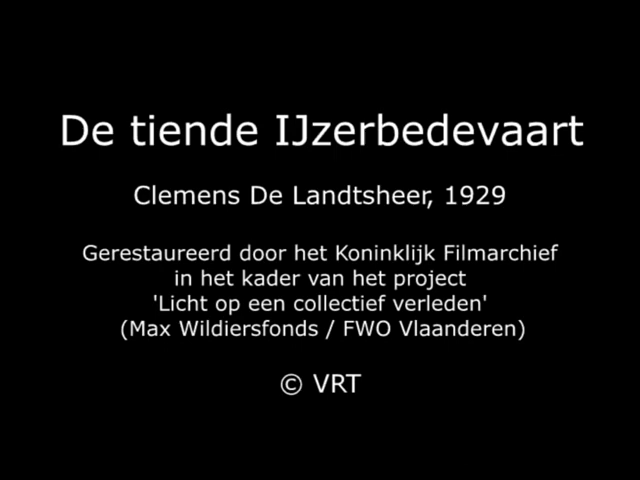 De tiende IJzerbedevaart
Clemens De Landtsheer, 1929
Gerestaureerd door het Koninklijk Filmarchief
in het kader van het project
'Licht op een collectief verleden'
(Max Wildiersfonds / FWO Vlaanderen)
© VRT